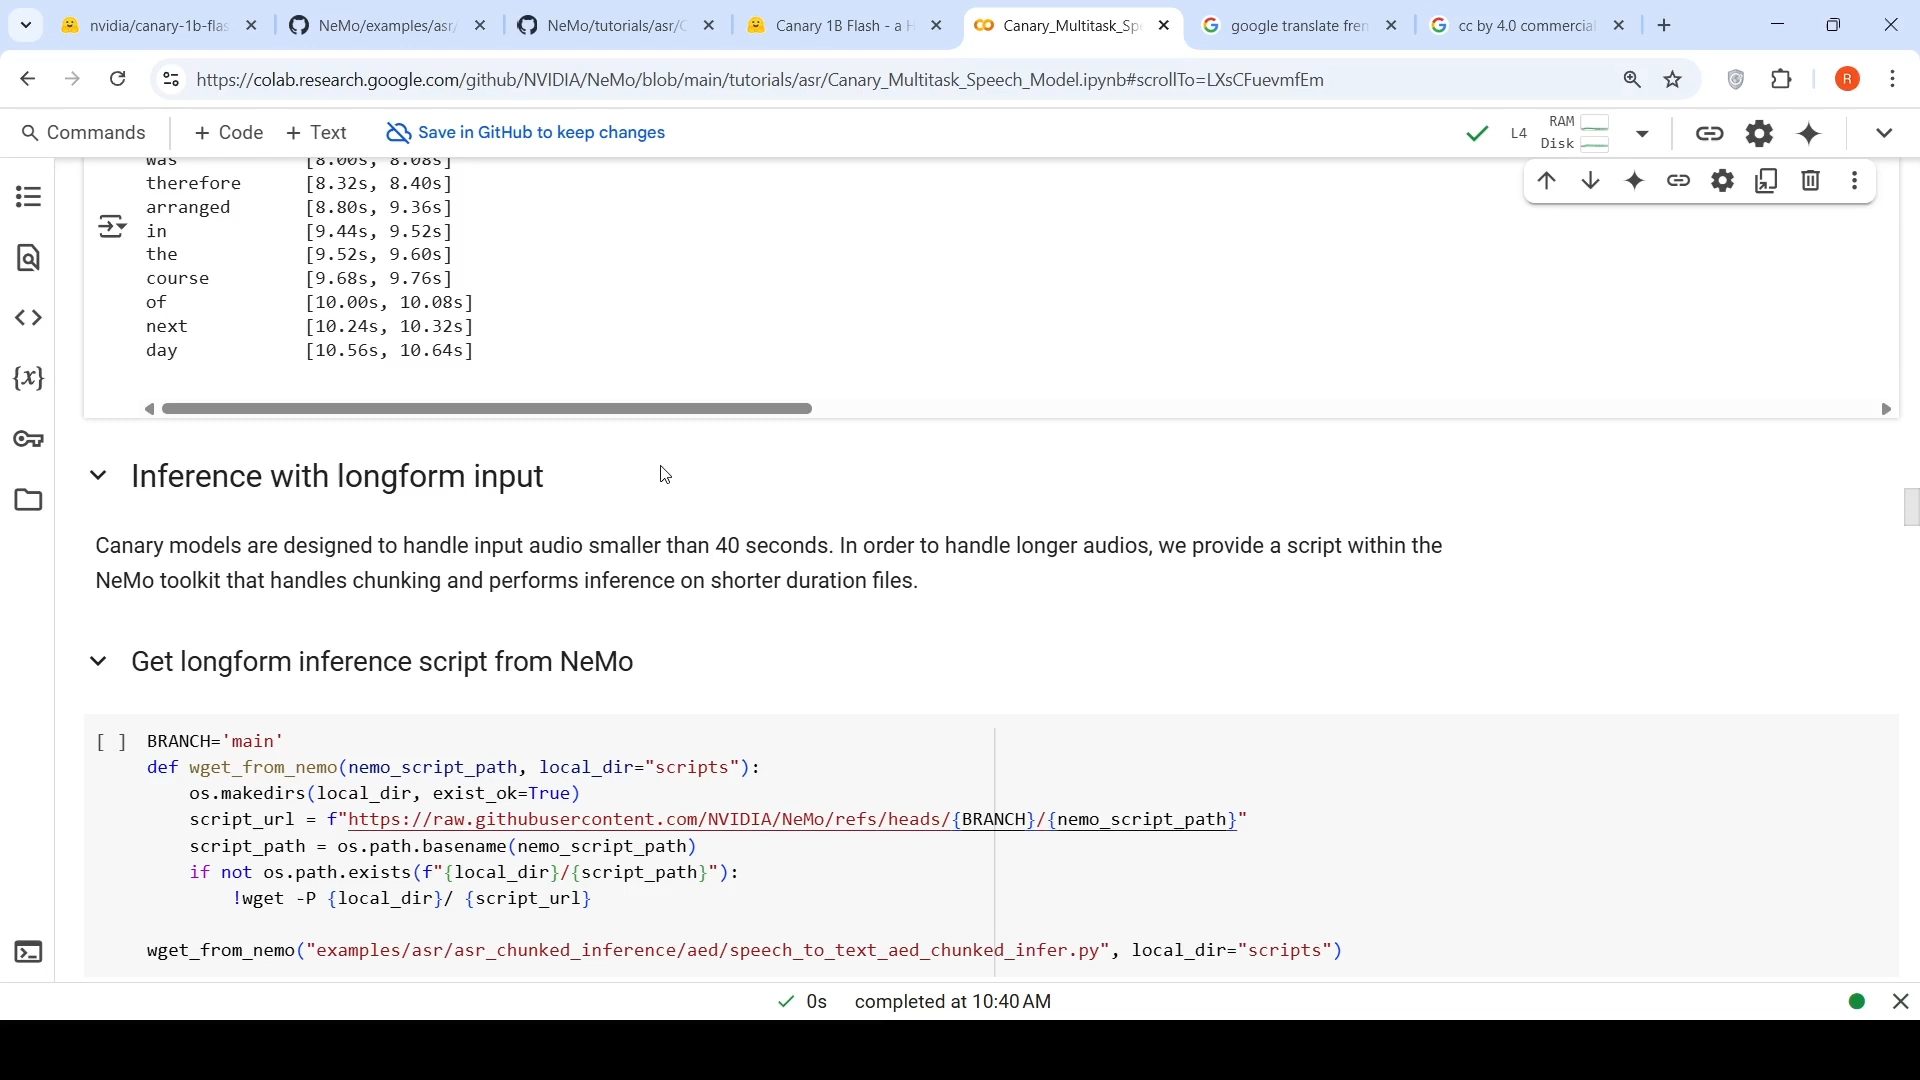 nvidia/canary-1b-flas
NeMo/examples/asr/
NeMo/tutorials/asr/C
Canary 1B Flash - a H
Canary_Multitask_Spe
google translate fren
cc by 4.0 commercial
https://colab.research.google.com/github/NVIDIA/NeMo/blob/main/tutorials/asr/Canary_Multitask_Speech_Model.ipynb#scrollTo=LXsCFuevmfEm
R
Commands
+ Code
+ Text
Save in GitHub to keep changes
L4
RAM
Disk
was [8.00s, 8.08s]
therefore [8.32s, 8.40s]
arranged [8.80s, 9.36s]
in [9.44s, 9.52s]
the [9.52s, 9.60s]
course [9.68s, 9.76s]
of [10.00s, 10.08s]
next [10.24s, 10.32s]
day [10.56s, 10.64s]
Inference with longform input
Canary models are designed to handle input audio smaller than 40 seconds. In order to handle longer audios, we provide a script within the
NeMo toolkit that handles chunking and performs inference on shorter duration files.
Get longform inference script from NeMo
[ ] BRANCH='main'
def wget_from_nemo(nemo_script_path, local_dir="scripts"):
os.makedirs(local_dir, exist_ok=True)
script_url = f"https://raw.githubusercontent.com/NVIDIA/NeMo/refs/heads/{BRANCH}/{nemo_script_path}"
script_path = os.path.basename(nemo_script_path)
if not os.path.exists(f"{local_dir}/{script_path}"):
!wget -P {local_dir}/ {script_url}
wget_from_nemo("examples/asr/asr_chunked_inference/aed/speech_to_text_aed_chunked_infer.py", local_dir="scripts")
0s completed at 10:40 AM